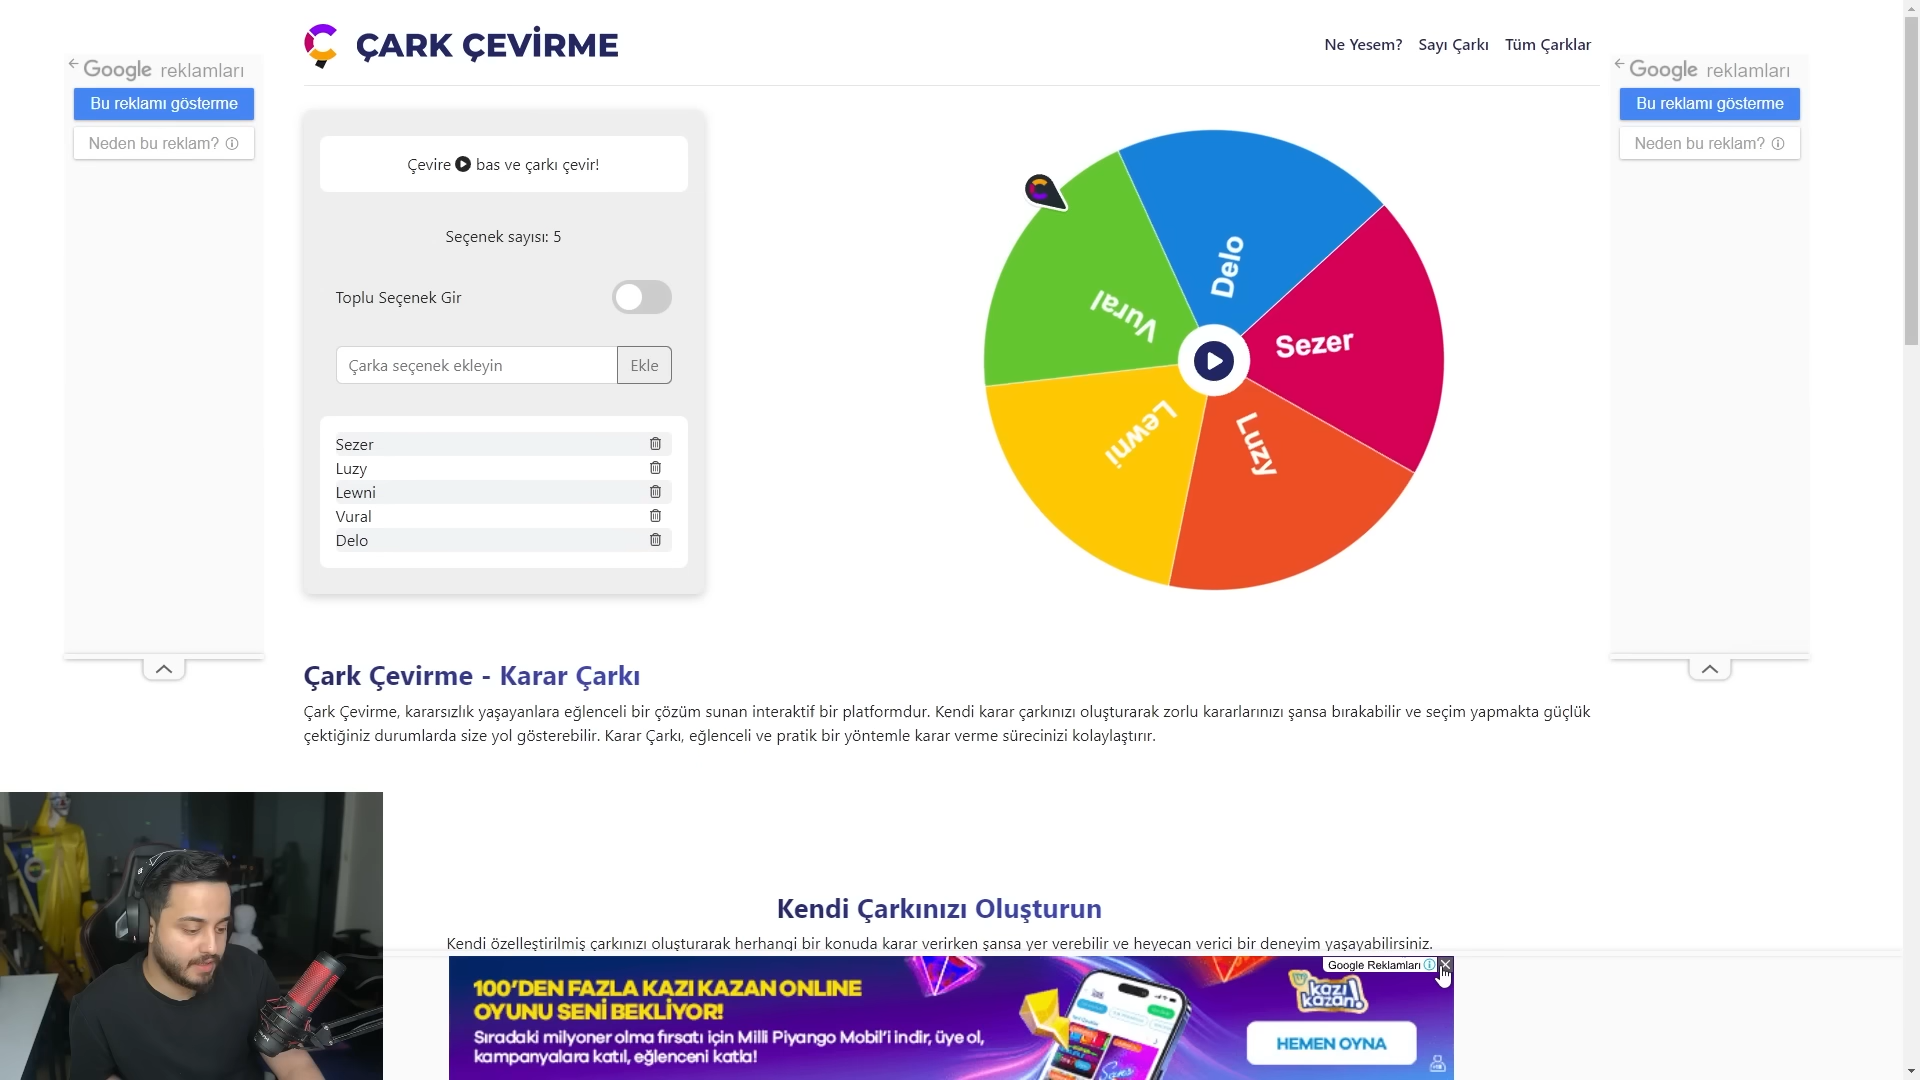 ÇARK ÇEVİRME
Ne Yesem? Sayı Çarkı Tüm Çarklar
Google reklamları
Bu reklamı gösterme
Neden bu reklam?
Çevire bas ve çarkı çevir!
Seçenek sayısı: 5
Toplu Seçenek Gir
Çarka seçenek ekleyin
Ekle
Sezer
Luzy
Lewni
Vural
Delo
Delo
Sezer
Luzy
Lewni
Vural
Google reklamları
Bu reklamı gösterme
Neden bu reklam?
Çark Çevirme - Karar Çarkı
Çark Çevirme, kararsızlık yaşayanlara eğlenceli bir çözüm sunan interaktif bir platformdur. Kendi karar çarkınızı oluşturarak zorlu kararlarınızı şansa bırakabilir ve seçim yapmakta güçlük
çektiğiniz durumlarda size yol gösterebilir. Karar Çarkı, eğlenceli ve pratik bir yöntemle karar verme sürecinizi kolaylaştırır.
Kendi Çarkınızı Oluşturun
Kendi özelleştirilmiş çarkınızı oluşturarak herhangi bir konuda karar verirken şansa yer verebilir ve heyecan verici bir deneyim yaşayabilirsiniz.
Google Reklamları
100'DEN FAZLA KAZI KAZAN ONLINE
OYUNU SENİ BEKLİYOR!
Sıradaki milyoner olma fırsatı için Milli Piyango Mobil'i indir, üye ol,
kampanyalara katıl, eğlenceni katla!
kazı
kazan!
HEMEN OYNA